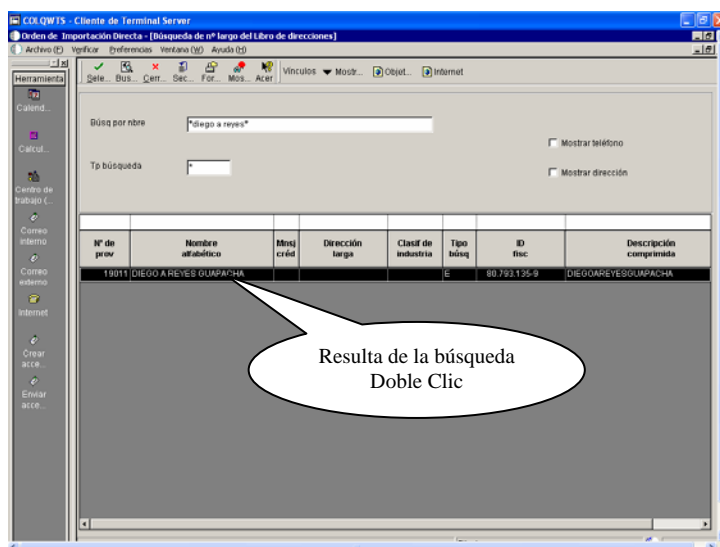 COLQWTS - Cliente de Terminal Server
Orden de Importación Directa - [Búsqueda de nº largo del Libro de direcciones]
Archivo (F) Verificar Preferencias Ventana (W) Ayuda (H)
Herramienta
Sele... Bus... Cerr... Sec... For... Mos... Acer Vínculos Mostr... Objet... Internet
Calend...
Calcul...
Centro de
trabajo (...
Correo
interno
Correo
externo
Internet
Crear
acce...
Enviar
acce...
Búsq por nbre *diego a reyes*
Mostrar teléfono
Tp búsqueda *
Mostrar dirección
Nº de prov Nombre alfabético Mnsj créd Dirección larga Clasif de industria Tipo búsq ID fisc Descripción comprimida
19011 DIEGO A REYES GUAPACHA E 80.793.135-9 DIEGOAREYESGUAPACHA
Resulta de la búsqueda
Doble Clic